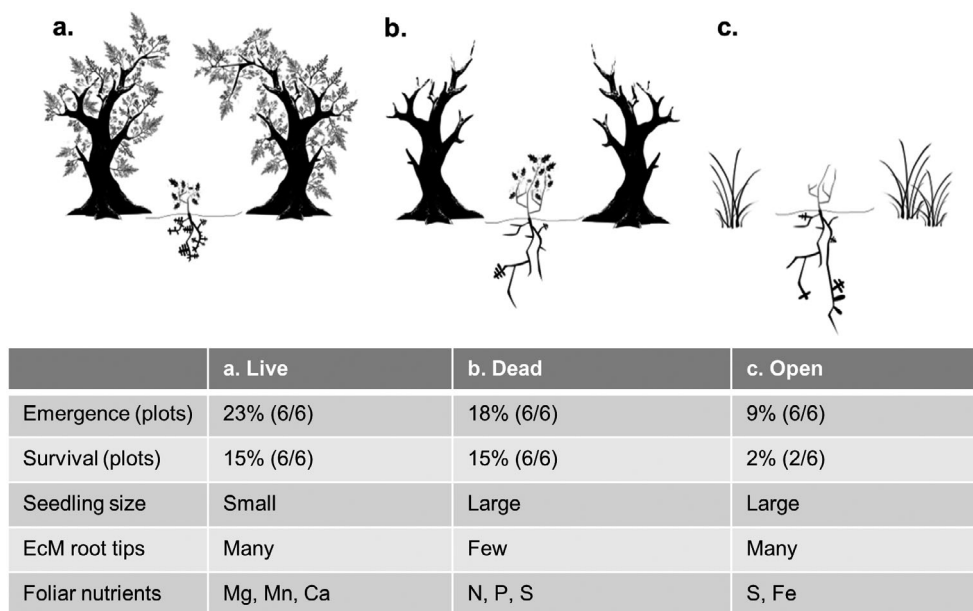 a. b. c.
a. Live b. Dead c. Open
Emergence (plots) 23% (6/6) 18% (6/6) 9% (6/6)
Survival (plots) 15% (6/6) 15% (6/6) 2% (2/6)
Seedling size Small Large Large
EcM root tips Many Few Many
Foliar nutrients Mg, Mn, Ca N, P, S S, Fe